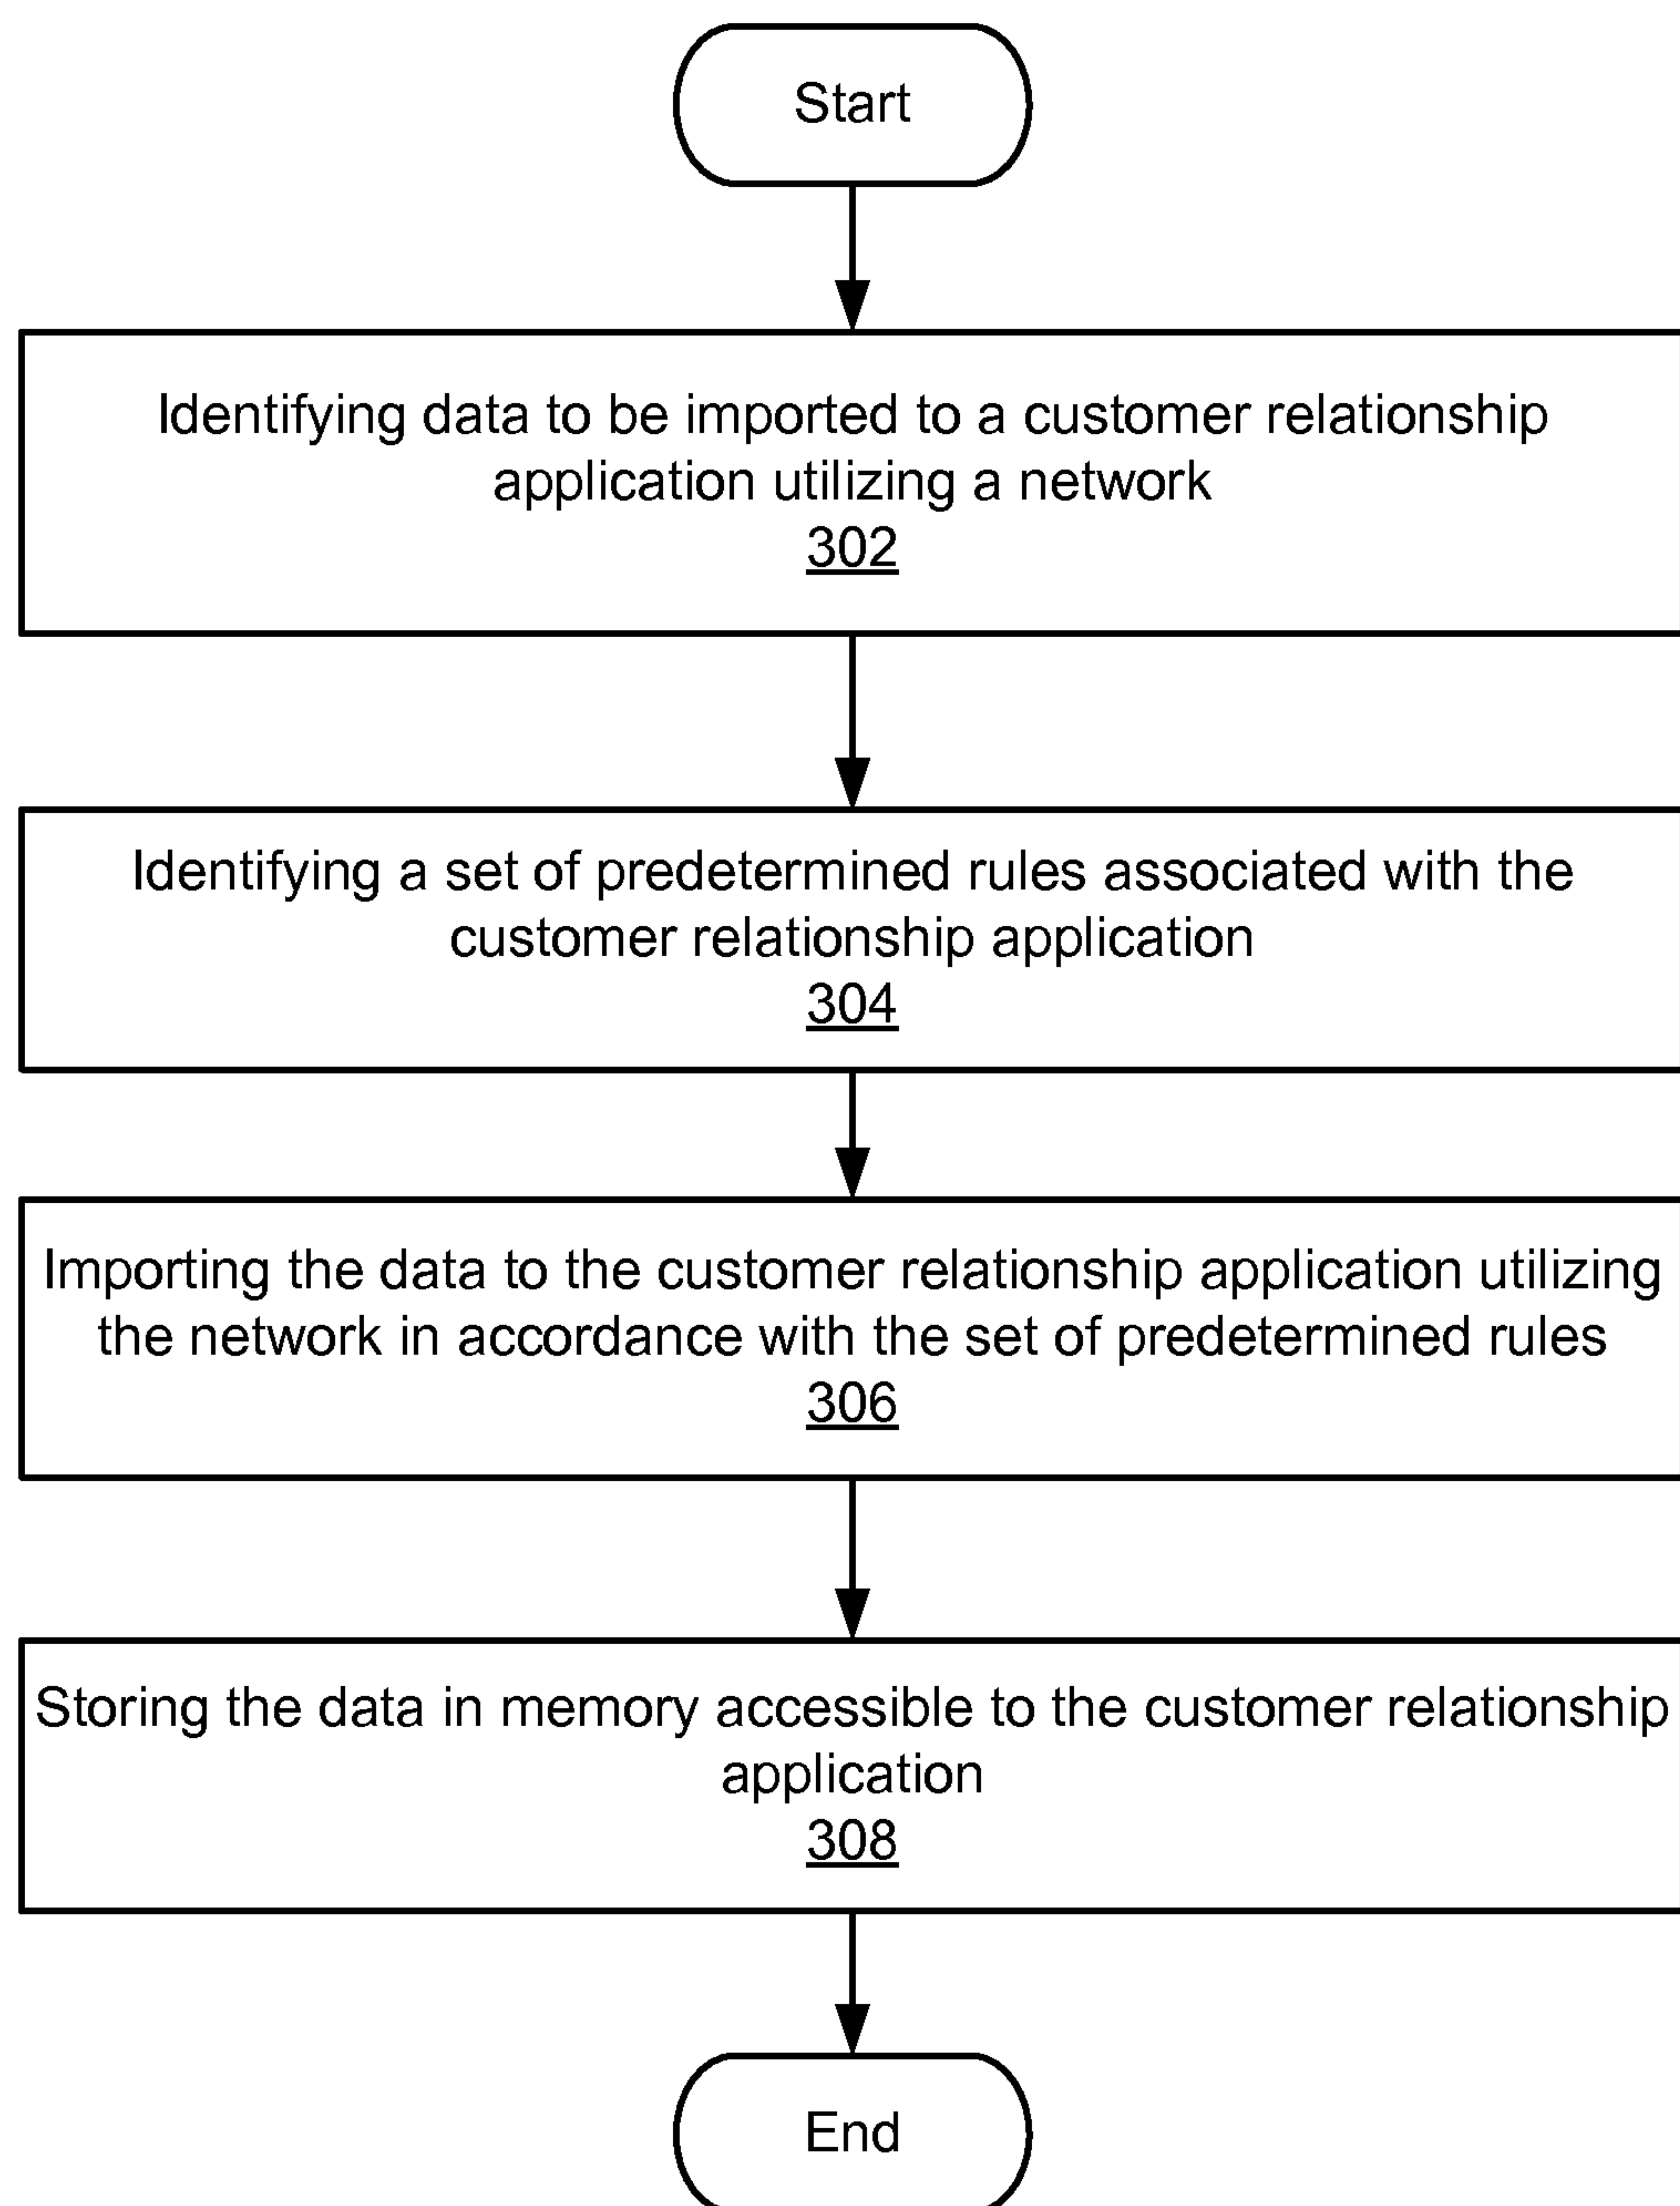 Start
Identifying data to be imported to a customer relationship
application utilizing a network
302
Identifying a set of predetermined rules associated with the
customer relationship application
304
Importing the data to the customer relationship application utilizing
the network in accordance with the set of predetermined rules
306
Storing the data in memory accessible to the customer relationship
application
308
End